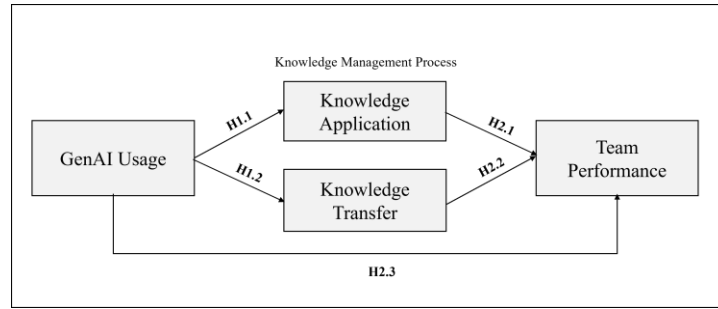 Knowledge Management Process
Knowledge
Application
H1.1
H2.1
GenAI Usage
Team
Performance
H1.2
H2.2
Knowledge
Transfer
H2.3